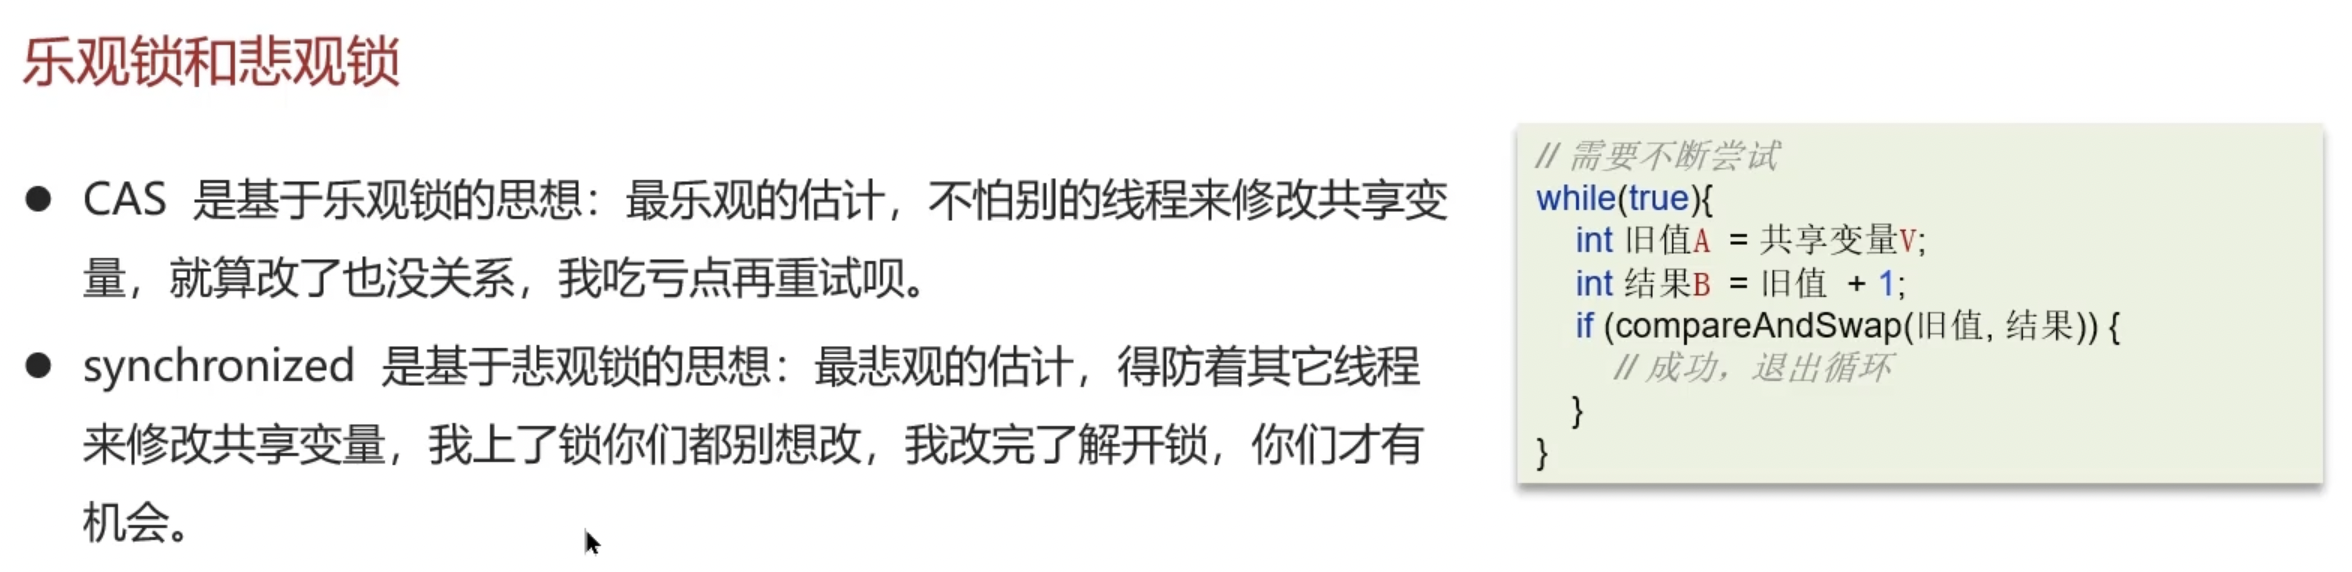 乐观锁和悲观锁
● CAS 是基于乐观锁的思想：最乐观的估计，不怕别的线程来修改共享变
量，就算改了也没关系，我吃亏点再重试呗。
● synchronized 是基于悲观锁的思想：最悲观的估计，得防着其它线程
来修改共享变量，我上了锁你们都别想改，我改完了解开锁，你们才有
机会。
// 需要不断尝试
while(true){
    int 旧值A = 共享变量V;
    int 结果B = 旧值 + 1;
    if (compareAndSwap(旧值, 结果)) {
        // 成功，退出循环
    }
}